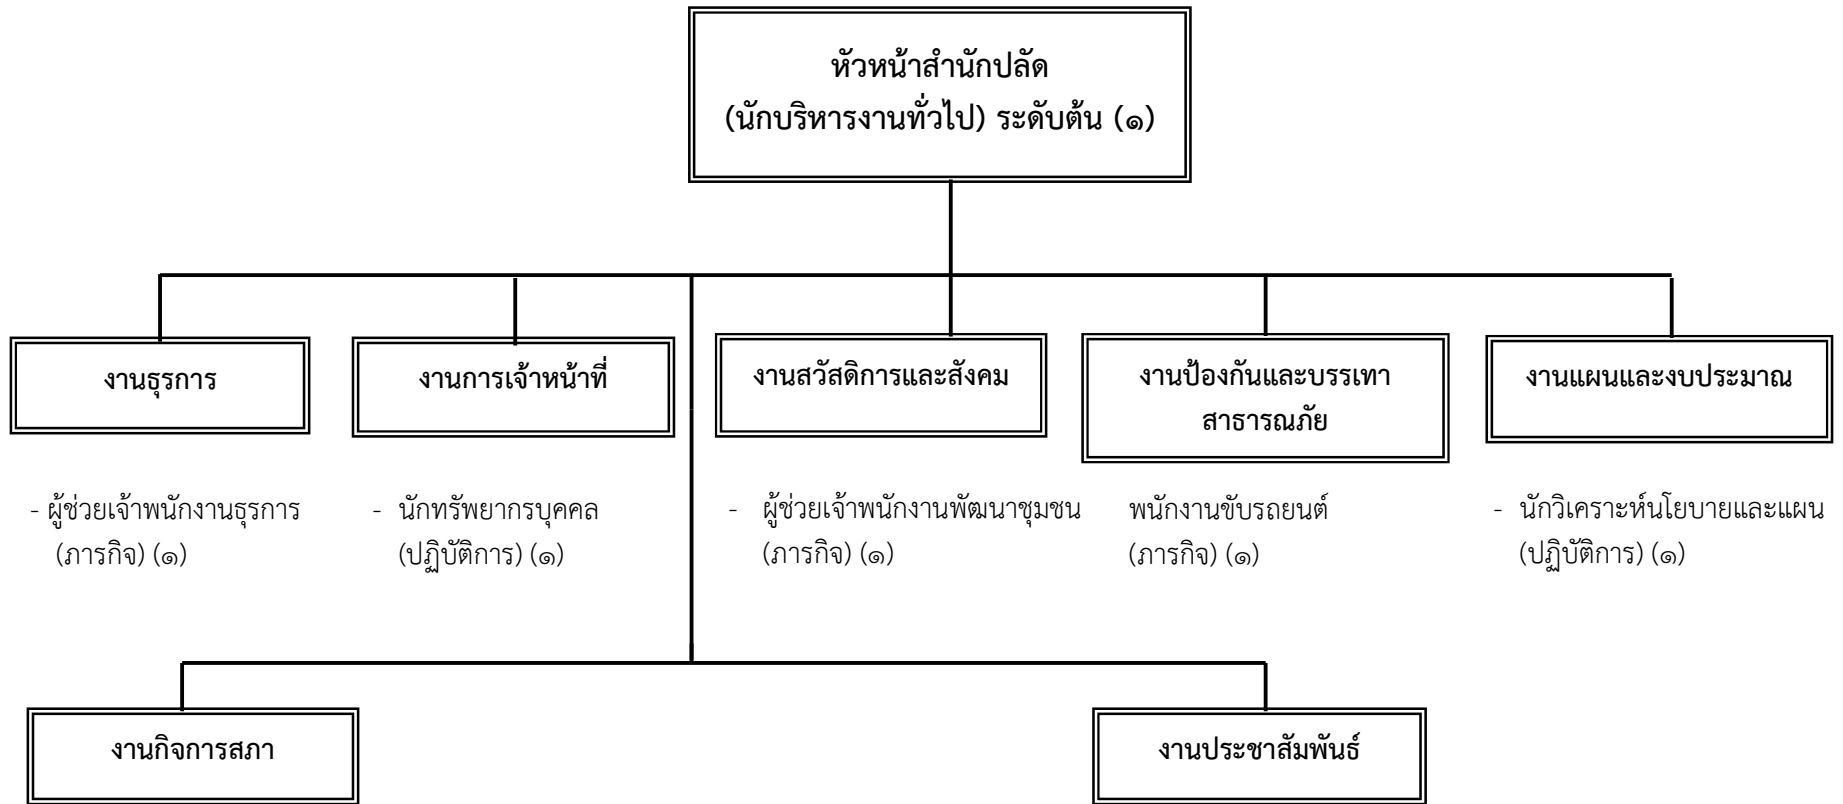 หัวหน้าสำนักปลัด
(นักบริหารงานทั่วไป) ระดับต้น (๑)
งานธุรการ
งานการเจ้าหน้าที่
งานสวัสดิการและสังคม
งานป้องกันและบรรเทา
สาธารณภัย
งานแผนและงบประมาณ
- ผู้ช่วยเจ้าพนักงานธุรการ
(ภารกิจ) (๑)
- นักทรัพยากรบุคคล
(ปฏิบัติการ) (๑)
- ผู้ช่วยเจ้าพนักงานพัฒนาชุมชน
(ภารกิจ) (๑)
พนักงานขับรถยนต์
(ภารกิจ) (๑)
- นักวิเคราะห์นโยบายและแผน
(ปฏิบัติการ) (๑)
งานกิจการสภา
งานประชาสัมพันธ์